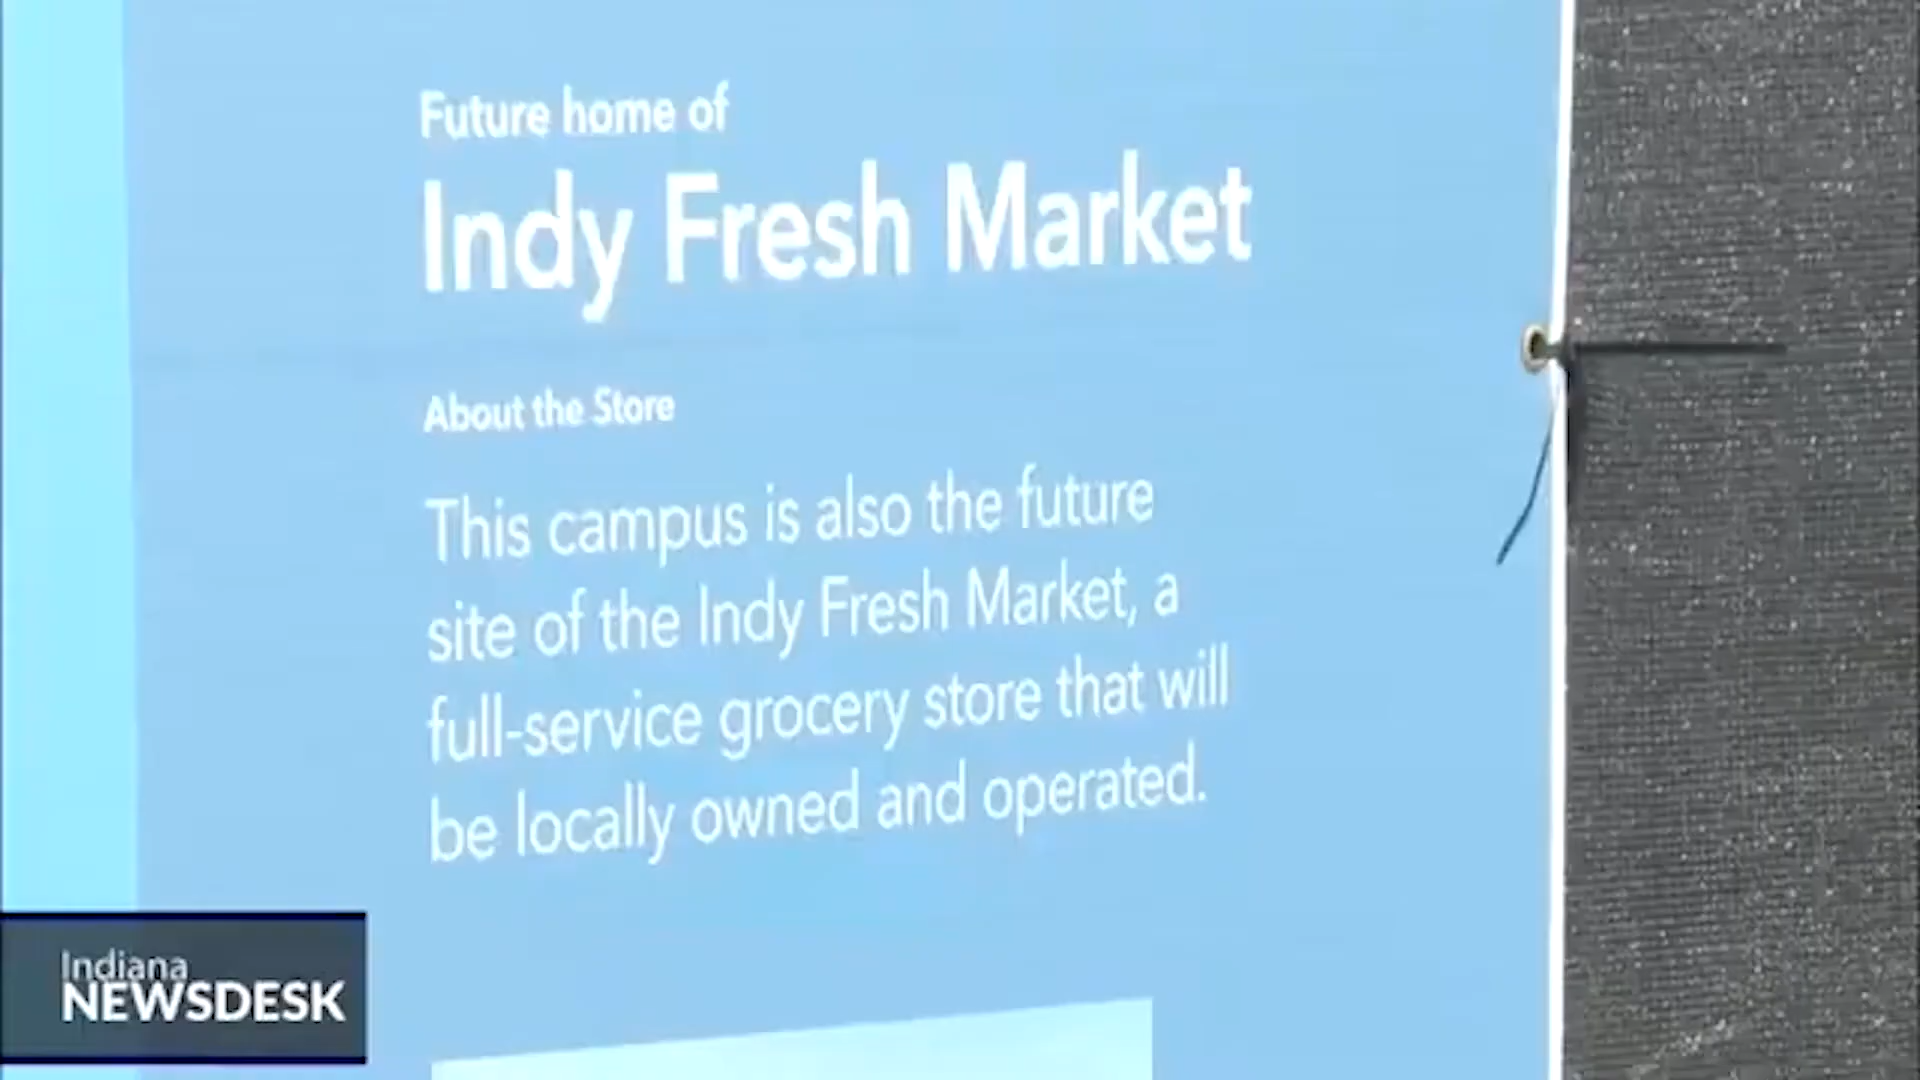 Future home of
Indy Fresh Market
About the Store
This campus is also the future
site of the Indy Fresh Market, a
full-service grocery store that will
be locally owned and operated.
Indiana
NEWSDESK